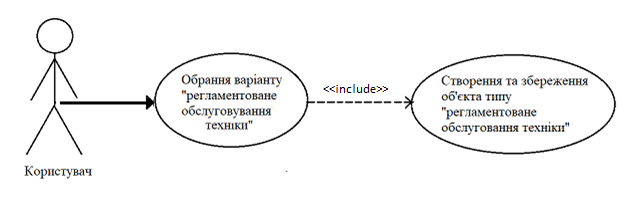 Обрання варіанту
"регламентоване
обслуговування
техніки"
<<include>>
Створення та збереження
об'єкта типу
"регламентоване
обслуговання техніки"
Користувач